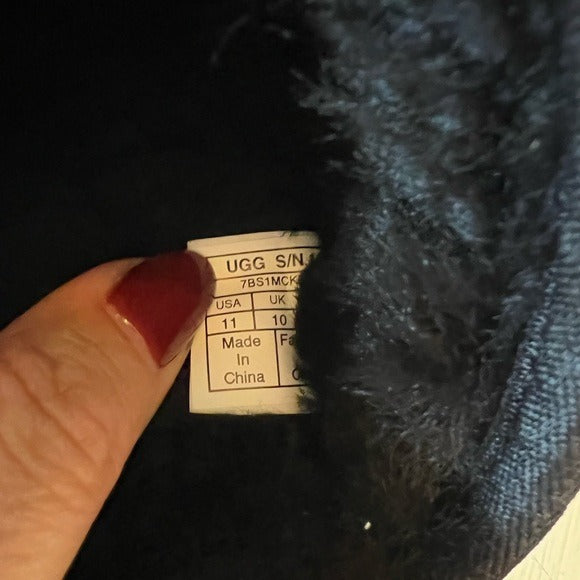 UGG S/N
7BS1MCK
USA UK
11 10
Made
In
China